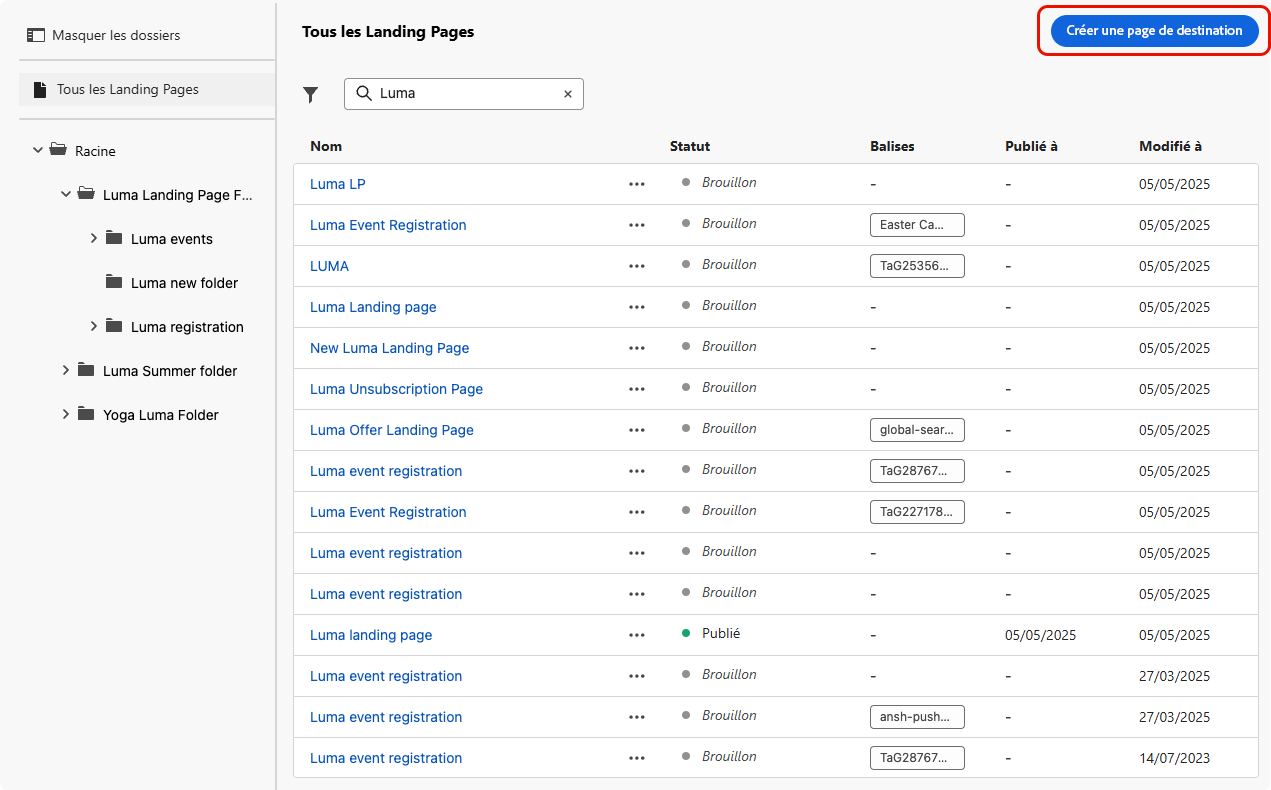 Masquer les dossiers
Tous les Landing Pages
Racine
Luma Landing Page F...
Luma events
Luma new folder
Luma registration
Luma Summer folder
Yoga Luma Folder
Tous les Landing Pages
Créer une page de destination
Luma
Nom Statut Balises Publié à Modifié à
Luma LP ••• Brouillon - - 05/05/2025
Luma Event Registration ••• Brouillon Easter Ca... - 05/05/2025
LUMA ••• Brouillon TaG25356... - 05/05/2025
Luma Landing page ••• Brouillon - - 05/05/2025
New Luma Landing Page ••• Brouillon - - 05/05/2025
Luma Unsubscription Page ••• Brouillon - - 05/05/2025
Luma Offer Landing Page ••• Brouillon global-sear... - 05/05/2025
Luma event registration ••• Brouillon TaG28767... - 05/05/2025
Luma Event Registration ••• Brouillon TaG227178... - 05/05/2025
Luma event registration ••• Brouillon - - 05/05/2025
Luma event registration ••• Brouillon - - 05/05/2025
Luma landing page ••• Publié - 05/05/2025 05/05/2025
Luma event registration ••• Brouillon - - 27/03/2025
Luma event registration ••• Brouillon ansh-push... - 27/03/2025
Luma event registration ••• Brouillon TaG28767... - 14/07/2023